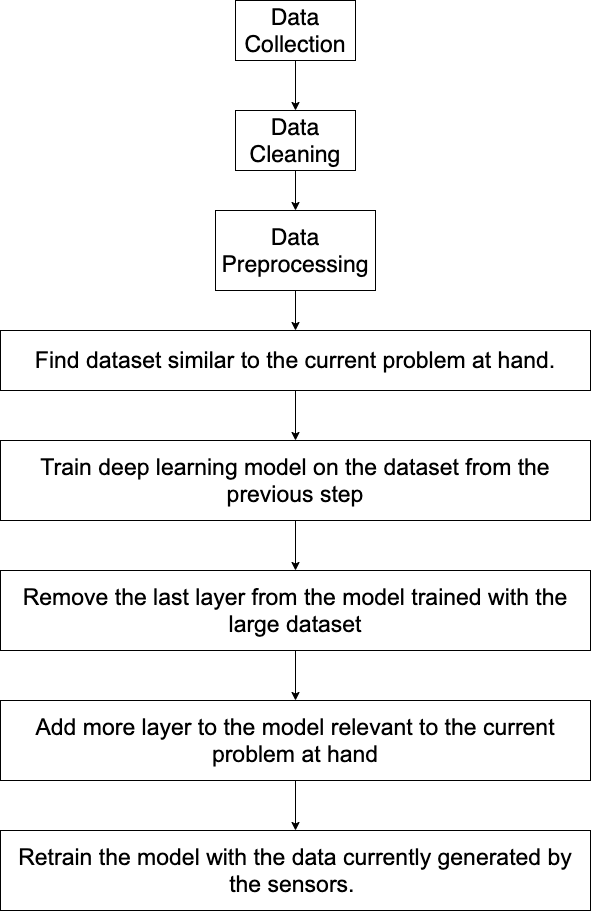 Data
Collection
Data
Cleaning
Data
Preprocessing
Find dataset similar to the current problem at hand.
Train deep learning model on the dataset from the
previous step
Remove the last layer from the model trained with the
large dataset
Add more layer to the model relevant to the current
problem at hand
Retrain the model with the data currently generated by
the sensors.